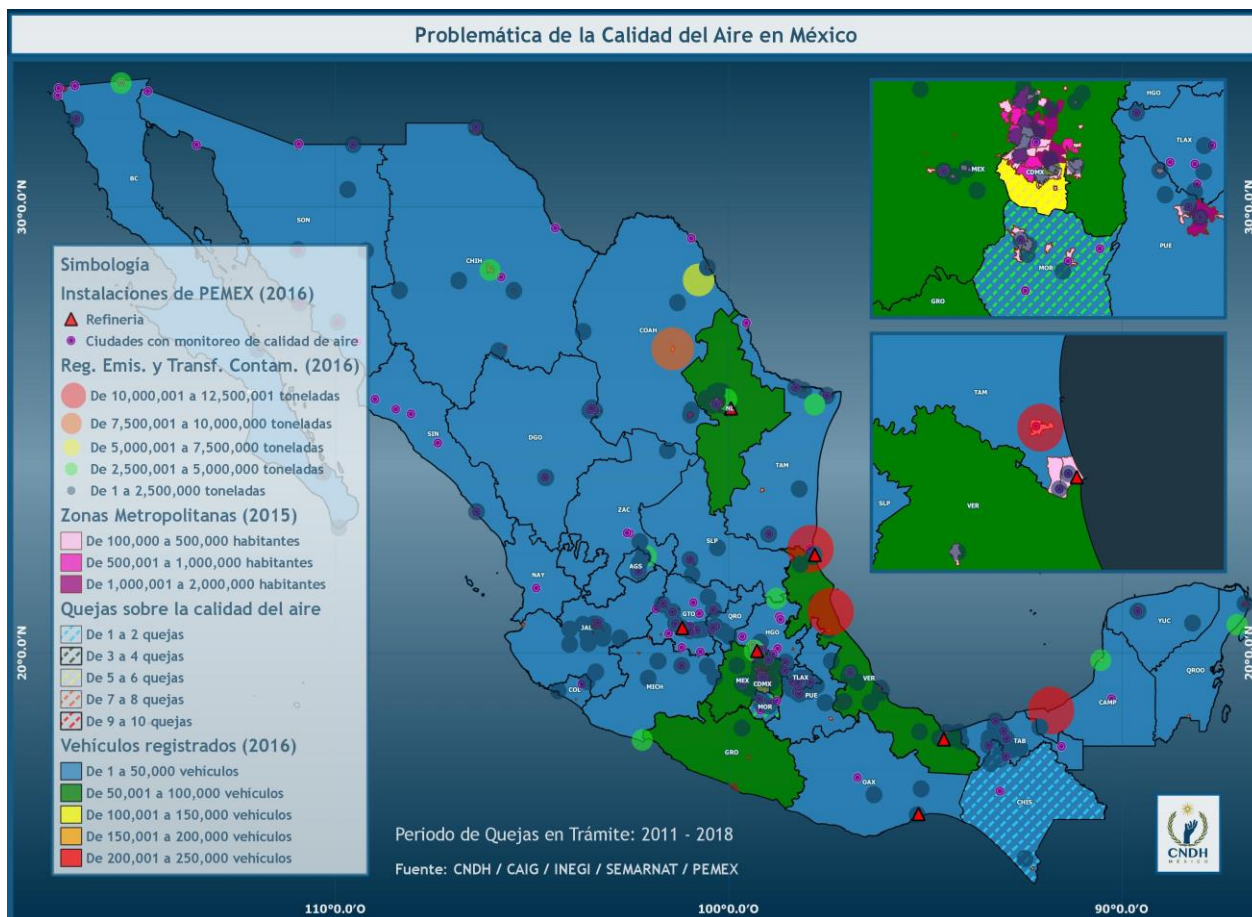 Problemática de la Calidad del Aire en México
BC
SON
CHIH
COAH
NL
SIN
DGO
TAM
ZAC
SLP
NAY
AGS
JAL
GTO
QRO
HGO
COL
MICH
MEX
CDMX
MOR
TLAX
PUE
VER
GRO
OAX
TAB
CHIS
CAMP
YUC
QROO
HGO
TLAX
MEX
CDMX
PUE
MOR
GRO
TAM
SLP
VER
30°0.0'N
20°0.0'N
30°0.0'N
20°0.0'N
Simbología
Instalaciones de PEMEX (2016)
Refinería
Ciudades con monitoreo de calidad de aire
Reg. Emis. y Transf. Contam. (2016)
De 10,000,001 a 12,500,001 toneladas
De 7,500,001 a 10,000,000 toneladas
De 5,000,001 a 7,500,000 toneladas
De 2,500,001 a 5,000,000 toneladas
De 1 a 2,500,000 toneladas
Zonas Metropolitanas (2015)
De 100,000 a 500,000 habitantes
De 500,001 a 1,000,000 habitantes
De 1,000,001 a 2,000,000 habitantes
Quejas sobre la calidad del aire
De 1 a 2 quejas
De 3 a 4 quejas
De 5 a 6 quejas
De 7 a 8 quejas
De 9 a 10 quejas
Vehículos registrados (2016)
De 1 a 50,000 vehículos
De 50,001 a 100,000 vehículos
De 100,001 a 150,000 vehículos
De 150,001 a 200,000 vehículos
De 200,001 a 250,000 vehículos
Periodo de Quejas en Trámite: 2011 - 2018
Fuente: CNDH / CAIG / INEGI / SEMARNAT / PEMEX
CNDH
MÉXICO
110°0.0'V
100°0.0'V
90°0.0'V